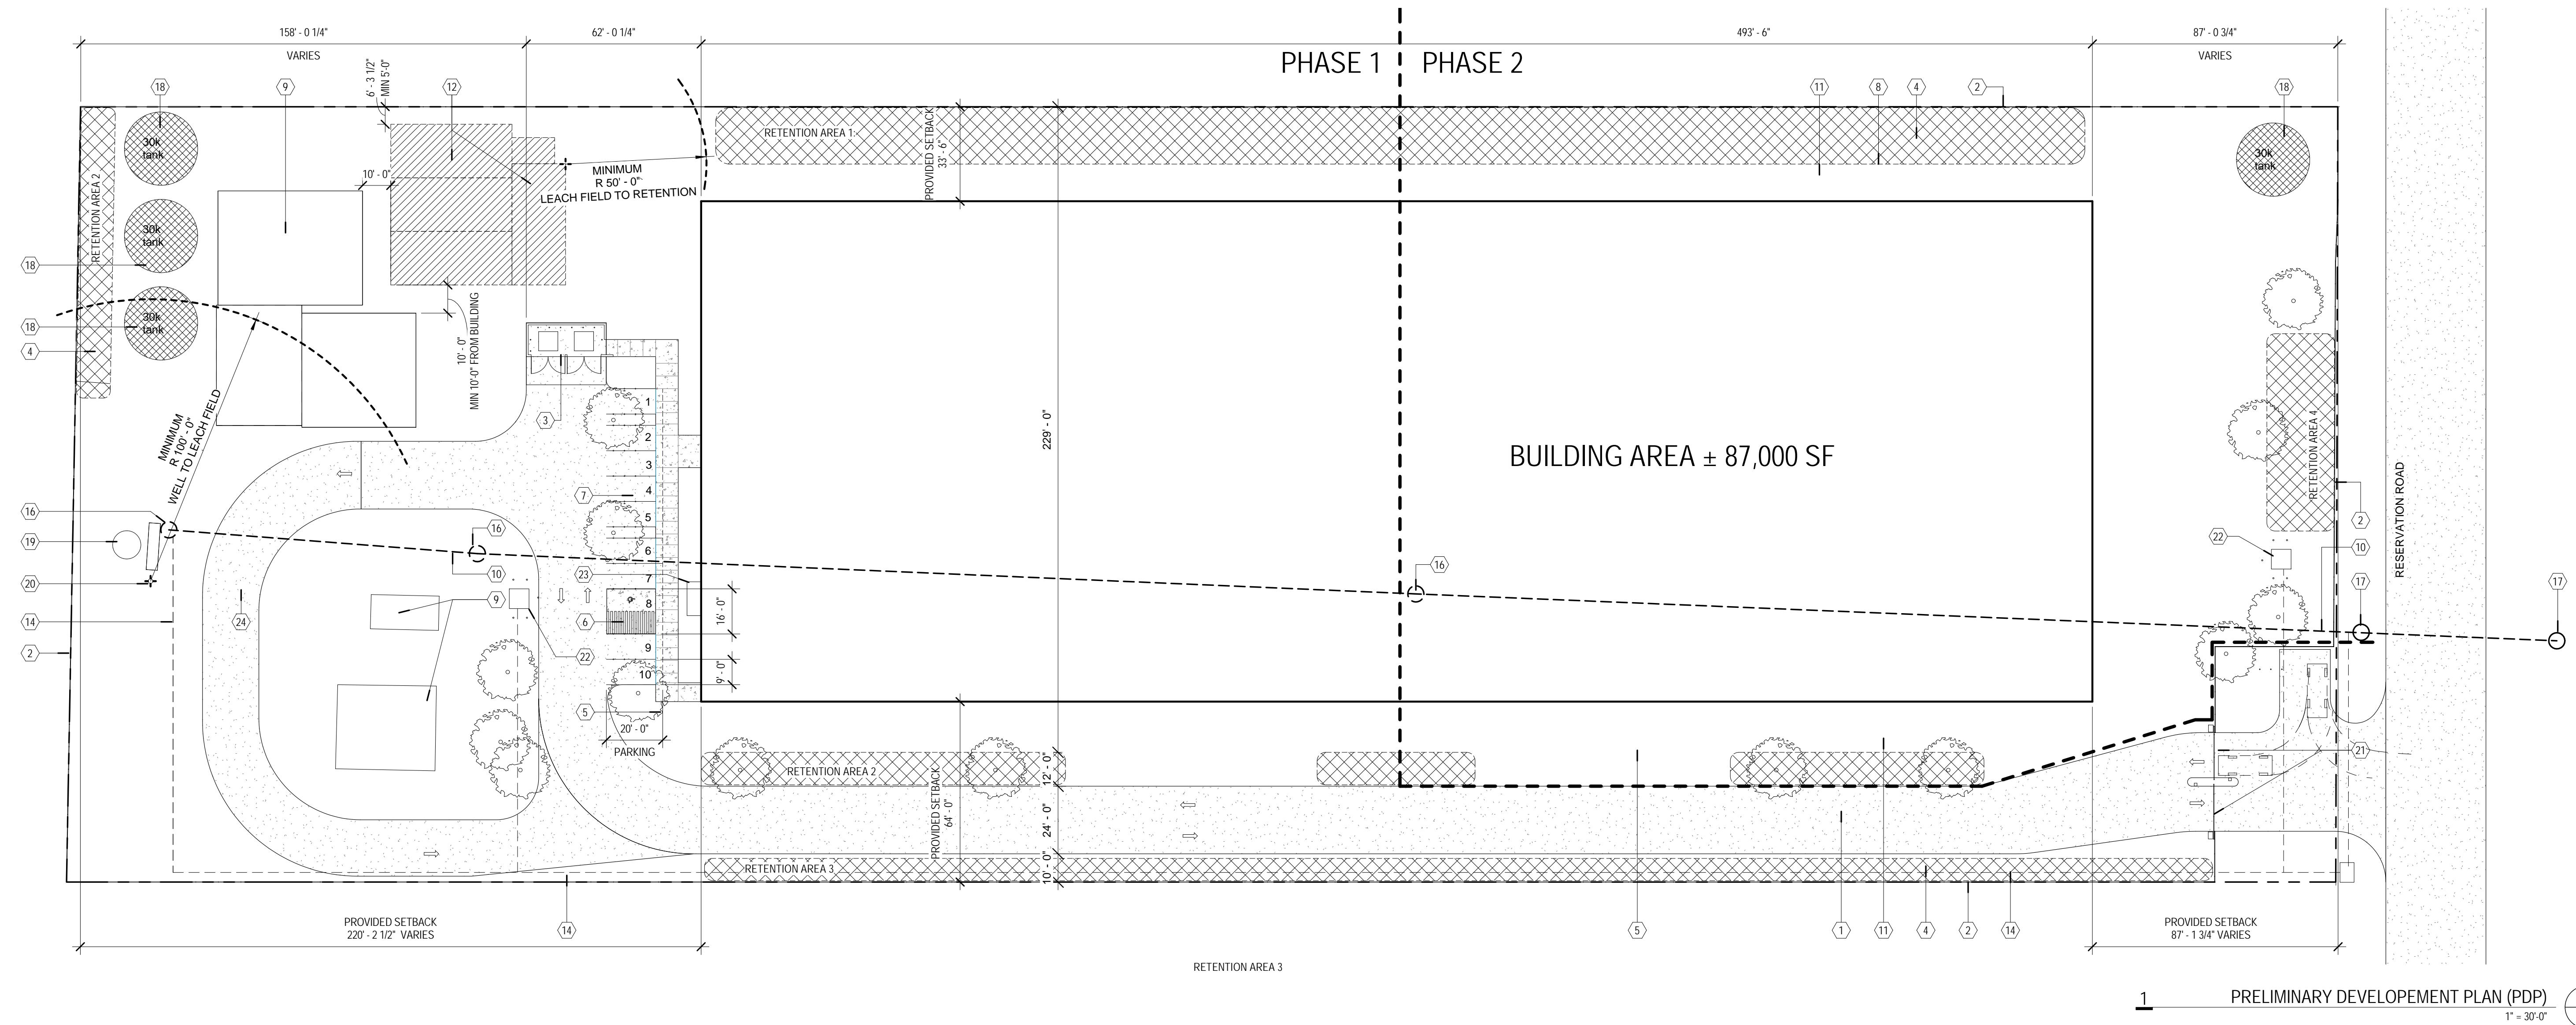 158' - 0 1/4"
62' - 0 1/4"
493' - 6"
87' - 0 3/4"
VARIES
VARIES
PHASE 1
PHASE 2
6' - 3 1/2"
MIN 5'-0"
18
9
12
11
8
4
2
18
30k
tank
30k
tank
30k
tank
30k
tank
RETENTION AREA 2
10' - 0"
MINIMUM
R 50' - 0"
LEACH FIELD TO RETENTION
RETENTION AREA 1
PROVIDED SETBACK
33' - 6"
18
18
4
10' - 0"
MIN 10'-0" FROM BUILDING
MINIMUM
R 100' - 0"
WELL TO LEACH FIELD
3
1
2
3
4
5
6
7
8
9
10
7
229' - 0"
BUILDING AREA ± 87,000 SF
RETENTION AREA 4
RESERVATION ROAD
16
19
20
14
2
24
16
10
9
23
6
22
5
16' - 0"
9' - 0"
20' - 0"
PARKING
16
22
2
10
17
17
21
RETENTION AREA 2
PROVIDED SETBACK
64' - 0"
12' - 0"
24' - 0"
10' - 0"
RETENTION AREA 3
PROVIDED SETBACK
220' - 2 1/2" VARIES
14
5
1
11
4
2
14
PROVIDED SETBACK
87' - 1 3/4" VARIES
RETENTION AREA 3
1
PRELIMINARY DEVELOPEMENT PLAN (PDP)
1" = 30'-0"